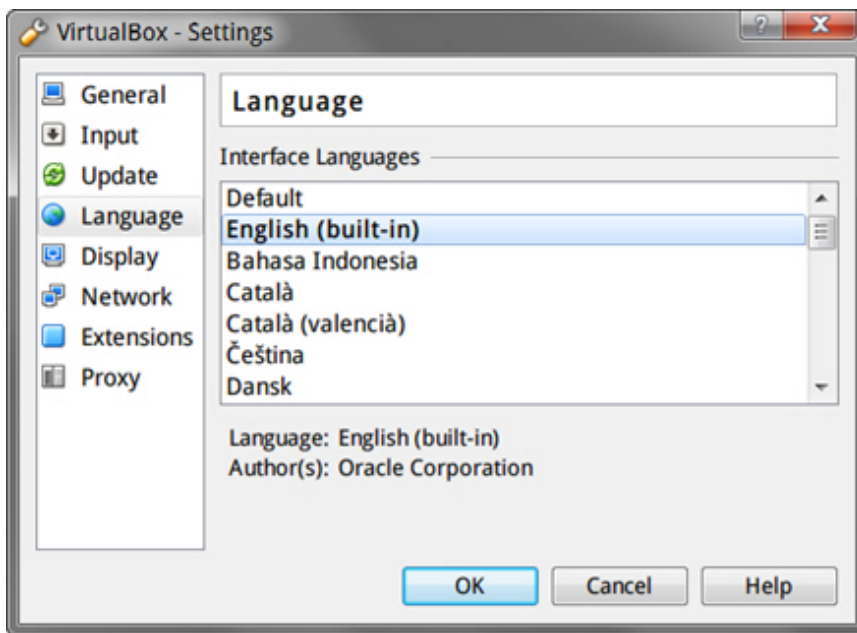 VirtualBox - Settings
General
Input
Update
Language
Display
Network
Extensions
Proxy
Language
Interface Languages
Default
English (built-in)
Bahasa Indonesia
Català
Català (valencià)
Čeština
Dansk
Language: English (built-in)
Author(s): Oracle Corporation
OK
Cancel
Help